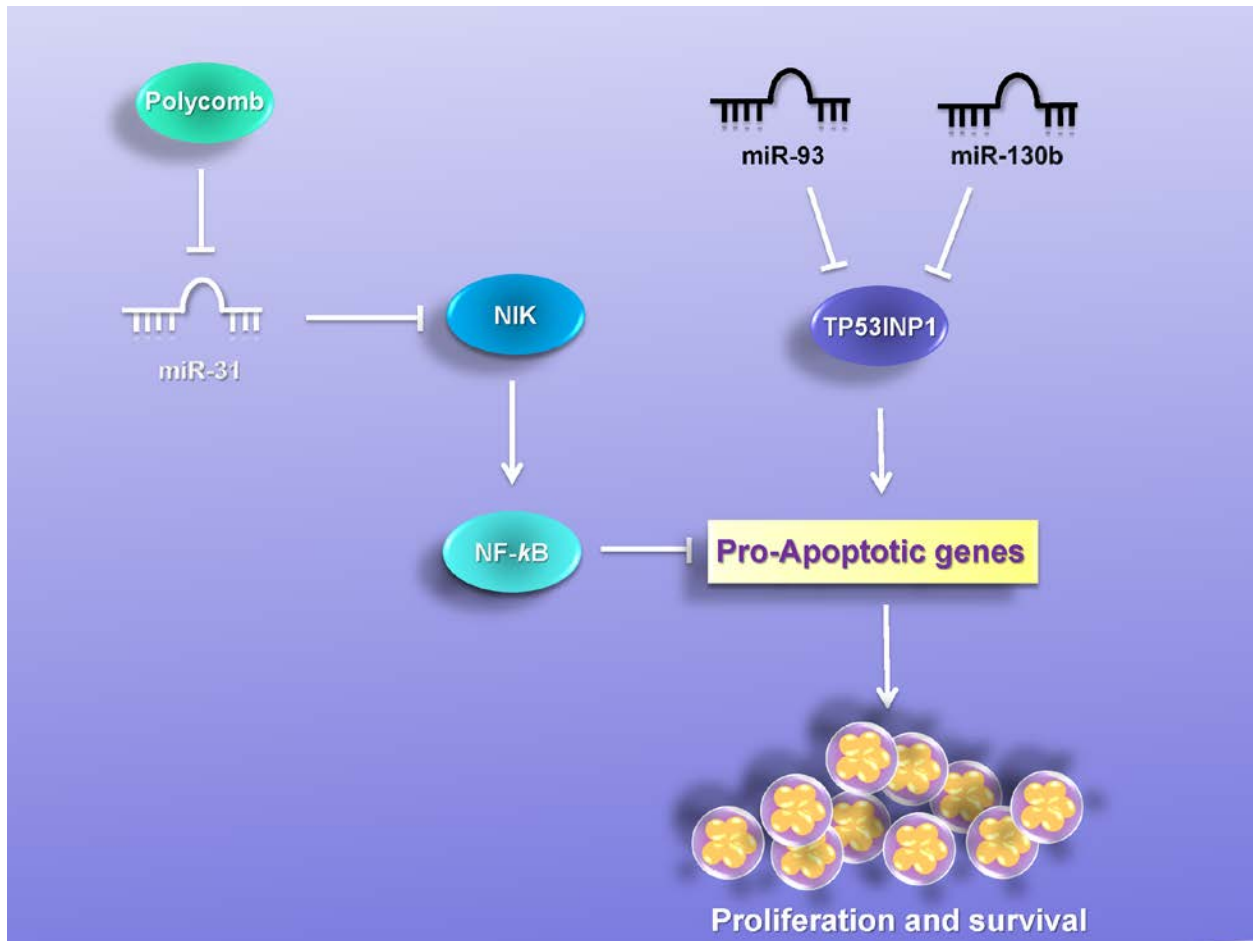 Polycomb
miR-93
miR-130b
NIK
TP53INP1
miR-31
NF-kB
Pro-Apoptotic genes
Proliferation and survival